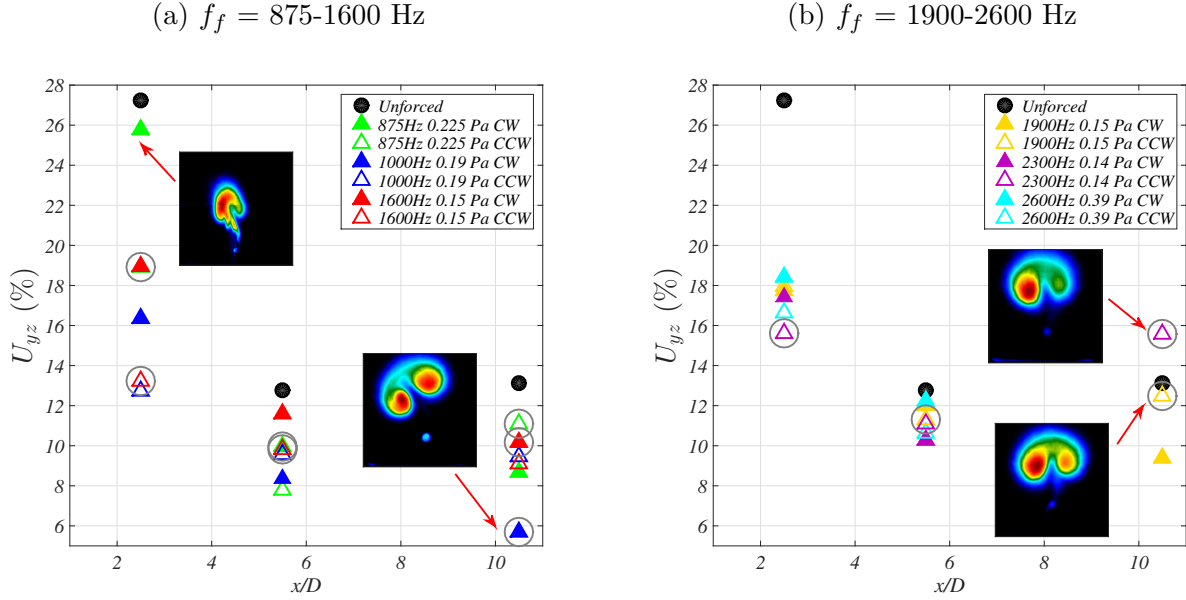 (a) f_f = 875-1600 Hz
28
26
24
22
20
18
16
14
12
10
8
6
U_yz (%)
2
4
6
8
10
x/D
Unforced
875Hz 0.225 Pa CW
875Hz 0.225 Pa CCW
1000Hz 0.19 Pa CW
1000Hz 0.19 Pa CCW
1600Hz 0.15 Pa CW
1600Hz 0.15 Pa CCW
(b) f_f = 1900-2600 Hz
28
26
24
22
20
18
16
14
12
10
8
6
U_yz (%)
2
4
6
8
10
x/D
Unforced
1900Hz 0.15 Pa CW
1900Hz 0.15 Pa CCW
2300Hz 0.14 Pa CW
2300Hz 0.14 Pa CCW
2600Hz 0.39 Pa CW
2600Hz 0.39 Pa CCW